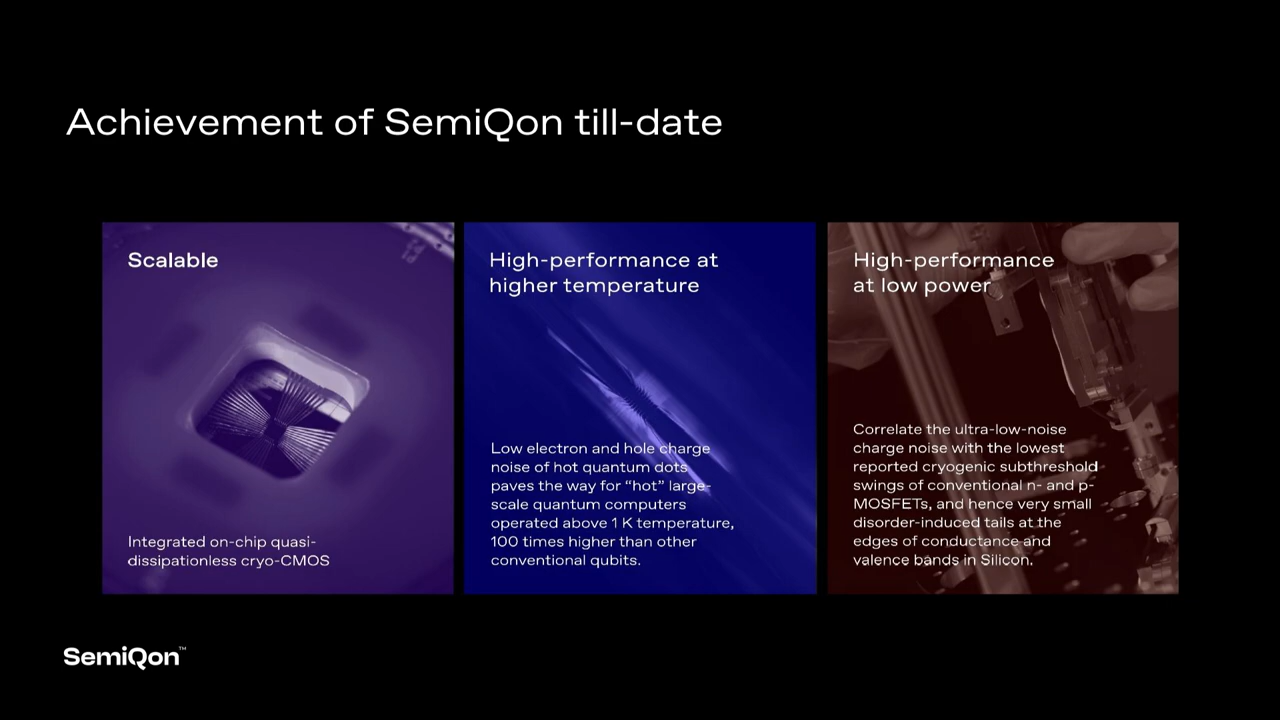 Achievement of SemiQon till-date
Scalable
Integrated on-chip quasi-
dissipationless cryo-CMOS
High-performance at
higher temperature
Low electron and hole charge
noise of hot quantum dots
paves the way for “hot” large-
scale quantum computers
operated above 1 K temperature,
100 times higher than other
conventional qubits.
High-performance
at low power
Correlate the ultra-low-noise
charge noise with the lowest
reported cryogenic subthreshold
swings of conventional n- and p-
MOSFETs, and hence very small
disorder-induced tails at the
edges of conductance and
valence bands in Silicon.
SemiQon™